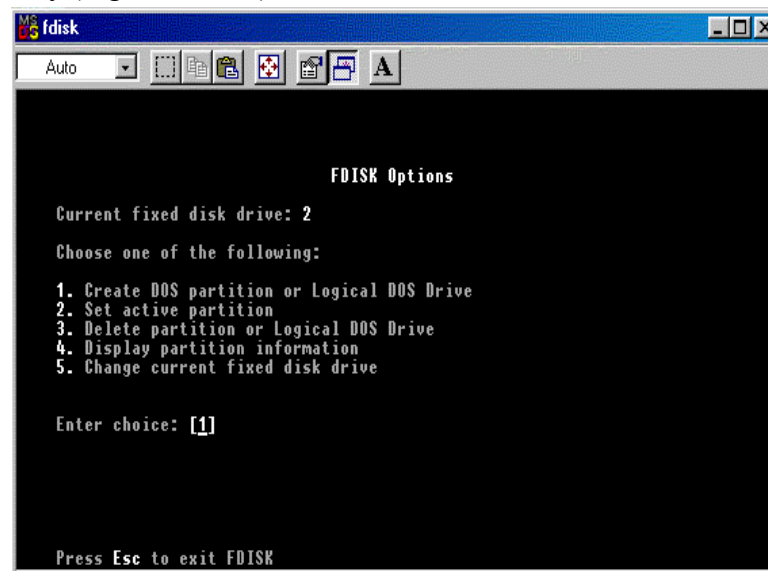 fdisk
Auto
A
FDISK Options
Current fixed disk drive: 2
Choose one of the following:
1. Create DOS partition or Logical DOS Drive
2. Set active partition
3. Delete partition or Logical DOS Drive
4. Display partition information
5. Change current fixed disk drive
Enter choice: [1]
Press Esc to exit FDISK